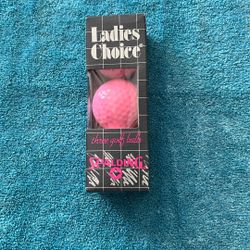 Ladies
Choice®
three golf balls
SPALDING